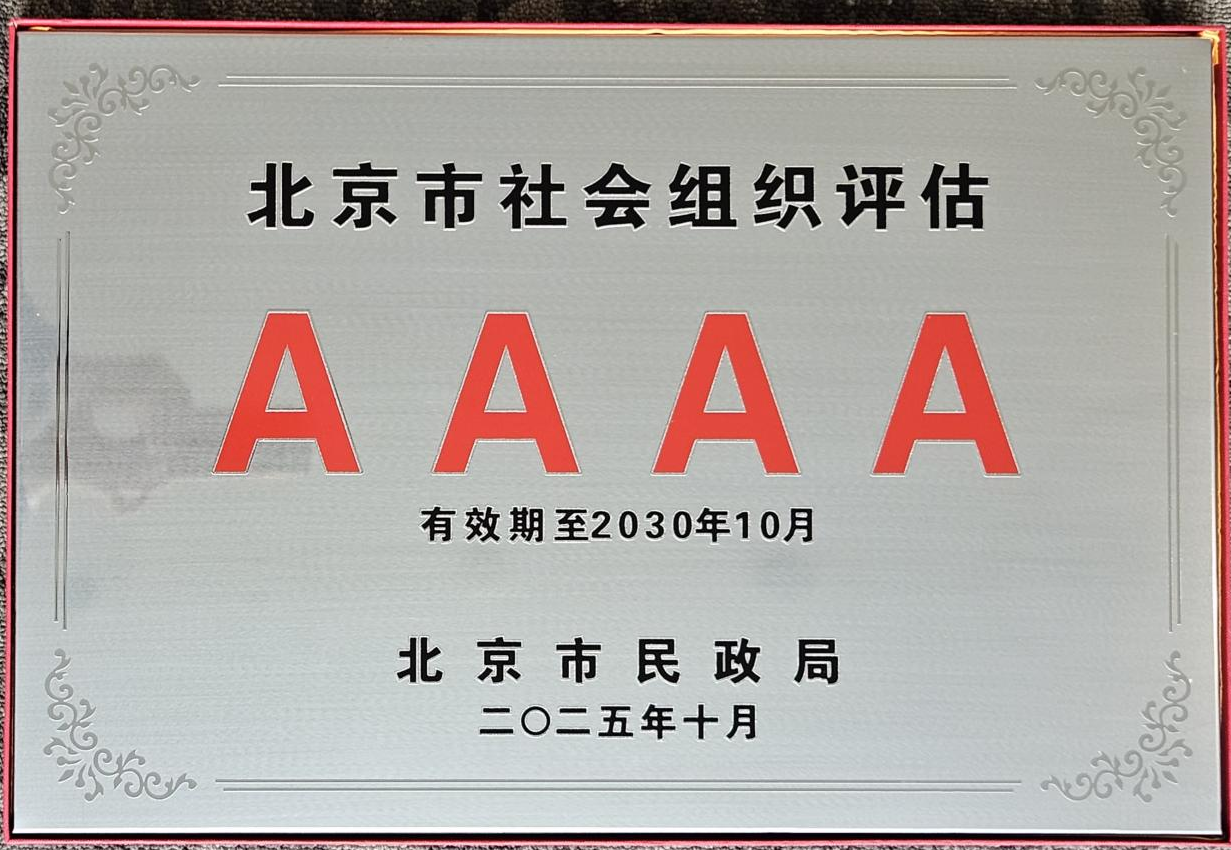 北京市社会组织评估
AAAA
有效期至2030年10月
北京市民政局
二〇二五年十月